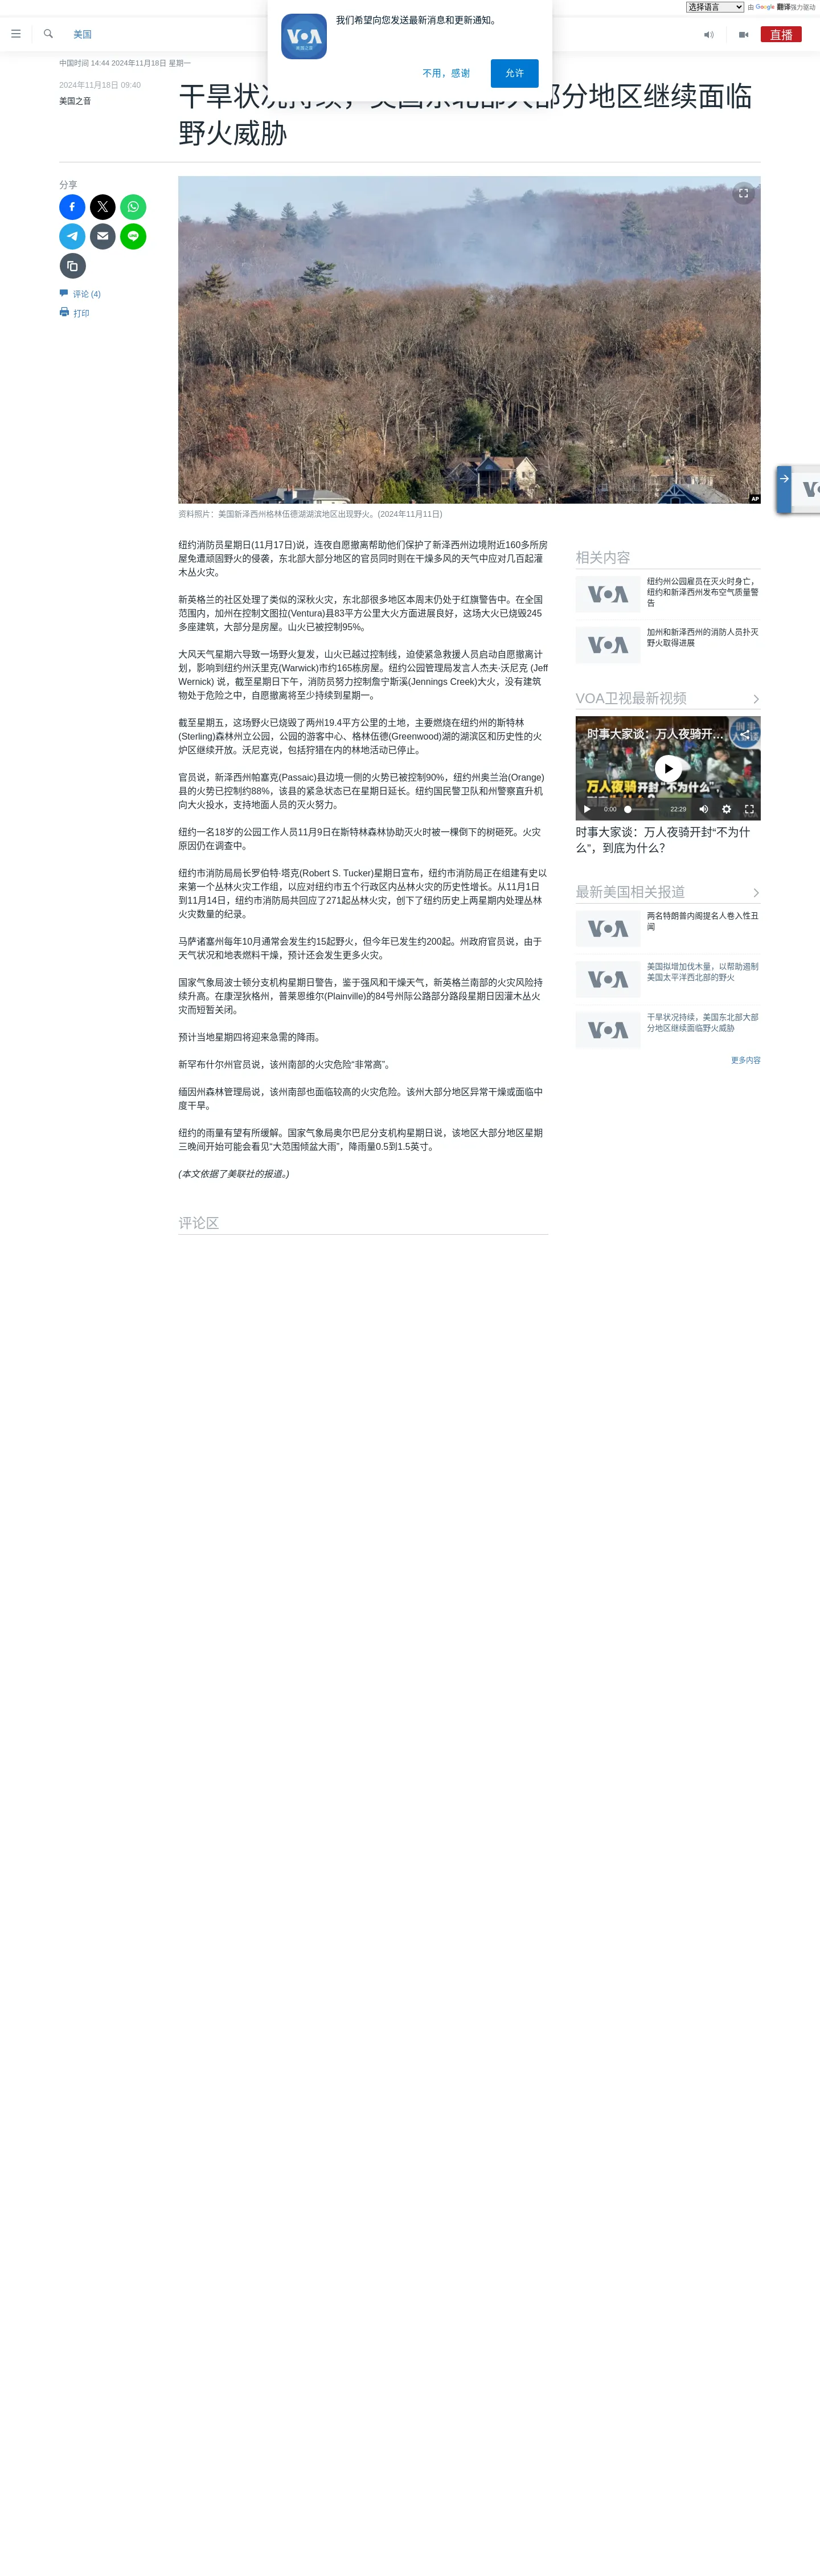 选择语言
由 Google 翻译强力驱动
美国
直播
我们希望向您发送最新消息和更新通知。
VOA
美国之音
不用，感谢
允许
中国时间 14:44 2024年11月18日 星期一
2024年11月18日 09:40
美国之音
部分地区继续面临
野火威胁
分享
评论 (4)
打印
AP
资料照片：美国新泽西州格林伍德湖湖滨地区出现野火。(2024年11月11日)
纽约消防员星期日(11月17日)说，连夜自愿撤离帮助他们保护了新泽西州边境附近160多所房
屋免遭顽固野火的侵袭，东北部大部分地区的官员同时则在干燥多风的天气中应对几百起灌
木丛火灾。
新英格兰的社区处理了类似的深秋火灾，东北部很多地区本周末仍处于红旗警告中。在全国
范围内，加州在控制文图拉(Ventura)县83平方公里大火方面进展良好，这场大火已烧毁245
多座建筑，大部分是房屋。山火已被控制95%。
大风天气星期六导致一场野火复发，山火已越过控制线，迫使紧急救援人员启动自愿撤离计
划，影响到纽约州沃里克(Warwick)市约165栋房屋。纽约公园管理局发言人杰夫·沃尼克 (Jeff
Wernick) 说，截至星期日下午，消防员努力控制詹宁斯溪(Jennings Creek)大火，没有建筑
物处于危险之中，自愿撤离将至少持续到星期一。
截至星期五，这场野火已烧毁了两州19.4平方公里的土地，主要燃烧在纽约州的斯特林
(Sterling)森林州立公园，公园的游客中心、格林伍德(Greenwood)湖的湖滨区和历史性的火
炉区继续开放。沃尼克说，包括狩猎在内的林地活动已停止。
官员说，新泽西州帕塞克(Passaic)县边境一侧的火势已被控制90%，纽约州奥兰治(Orange)
县的火势已控制约88%，该县的紧急状态已在星期日延长。纽约国民警卫队和州警察直升机
向大火投水，支持地面人员的灭火努力。
纽约一名18岁的公园工作人员11月9日在斯特林森林协助灭火时被一棵倒下的树砸死。火灾
原因仍在调查中。
纽约市消防局局长罗伯特·塔克(Robert S. Tucker)星期日宣布，纽约市消防局正在组建有史以
来第一个丛林火灾工作组，以应对纽约市五个行政区内丛林火灾的历史性增长。从11月1日
到11月14日，纽约市消防局共回应了271起丛林火灾，创下了纽约历史上两星期内处理丛林
火灾数量的纪录。
马萨诸塞州每年10月通常会发生约15起野火，但今年已发生约200起。州政府官员说，由于
天气状况和地表燃料干燥，预计还会发生更多火灾。
国家气象局波士顿分支机构星期日警告，鉴于强风和干燥天气，新英格兰南部的火灾风险持
续升高。在康涅狄格州，普莱恩维尔(Plainville)的84号州际公路部分路段星期日因灌木丛火
灾而短暂关闭。
预计当地星期四将迎来急需的降雨。
新罕布什尔州官员说，该州南部的火灾危险“非常高”。
缅因州森林管理局说，该州南部也面临较高的火灾危险。该州大部分地区异常干燥或面临中
度干旱。
纽约的雨量有望有所缓解。国家气象局奥尔巴尼分支机构星期日说，该地区大部分地区星期
三晚间开始可能会看见“大范围倾盆大雨”，降雨量0.5到1.5英寸。
(本文依据了美联社的报道。)
评论区
相关内容
VOA
纽约州公园雇员在灭火时身亡，
纽约和新泽西州发布空气质量警
告
VOA
加州和新泽西州的消防人员扑灭
野火取得进展
VOA卫视最新视频
时事大家谈：万人夜骑开…
万人夜骑开封“不为什么”，
0:00
22:29
时事大家谈：万人夜骑开封“不为什
么”，到底为什么？
最新美国相关报道
VOA
两名特朗普内阁提名人卷入性丑
闻
VOA
美国拟增加伐木量，以帮助遏制
美国太平洋西北部的野火
VOA
干旱状况持续，美国东北部大部
分地区继续面临野火威胁
更多内容